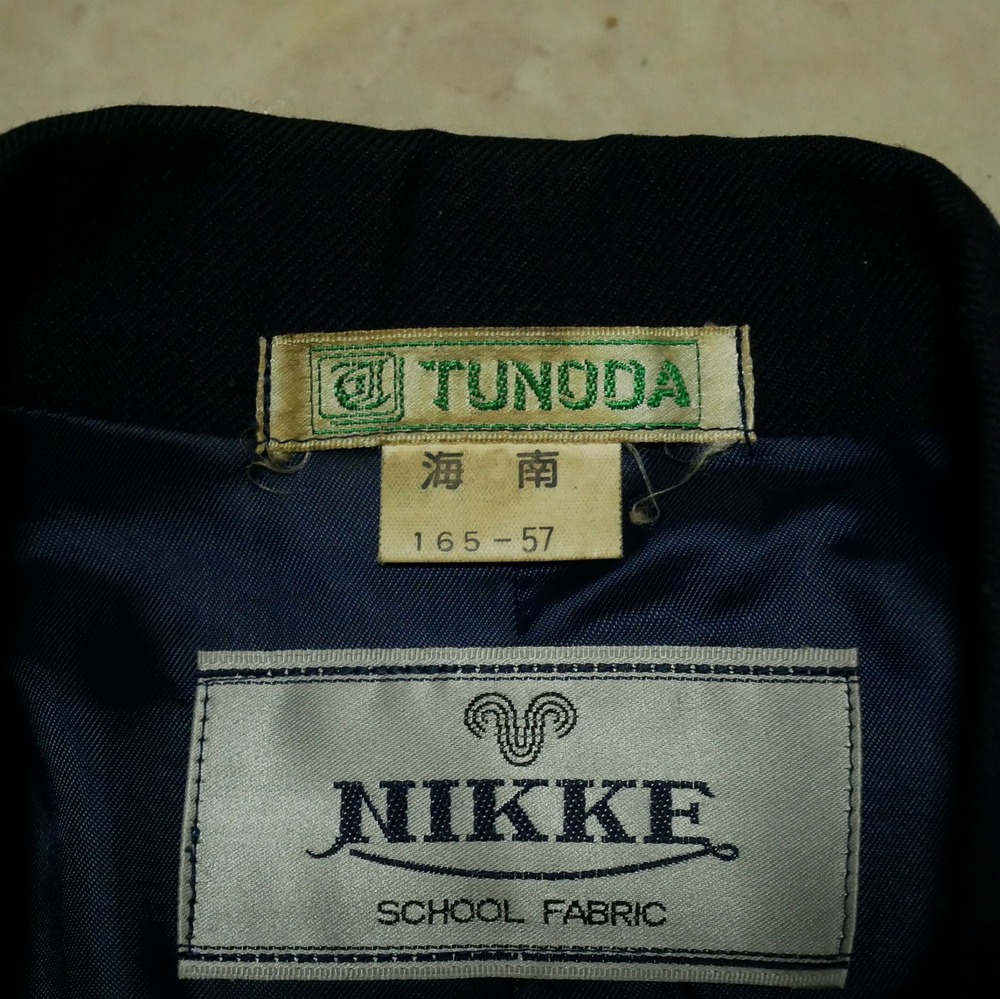 TUNODA
海 南
165-57
NIKKE
SCHOOL FABRIC